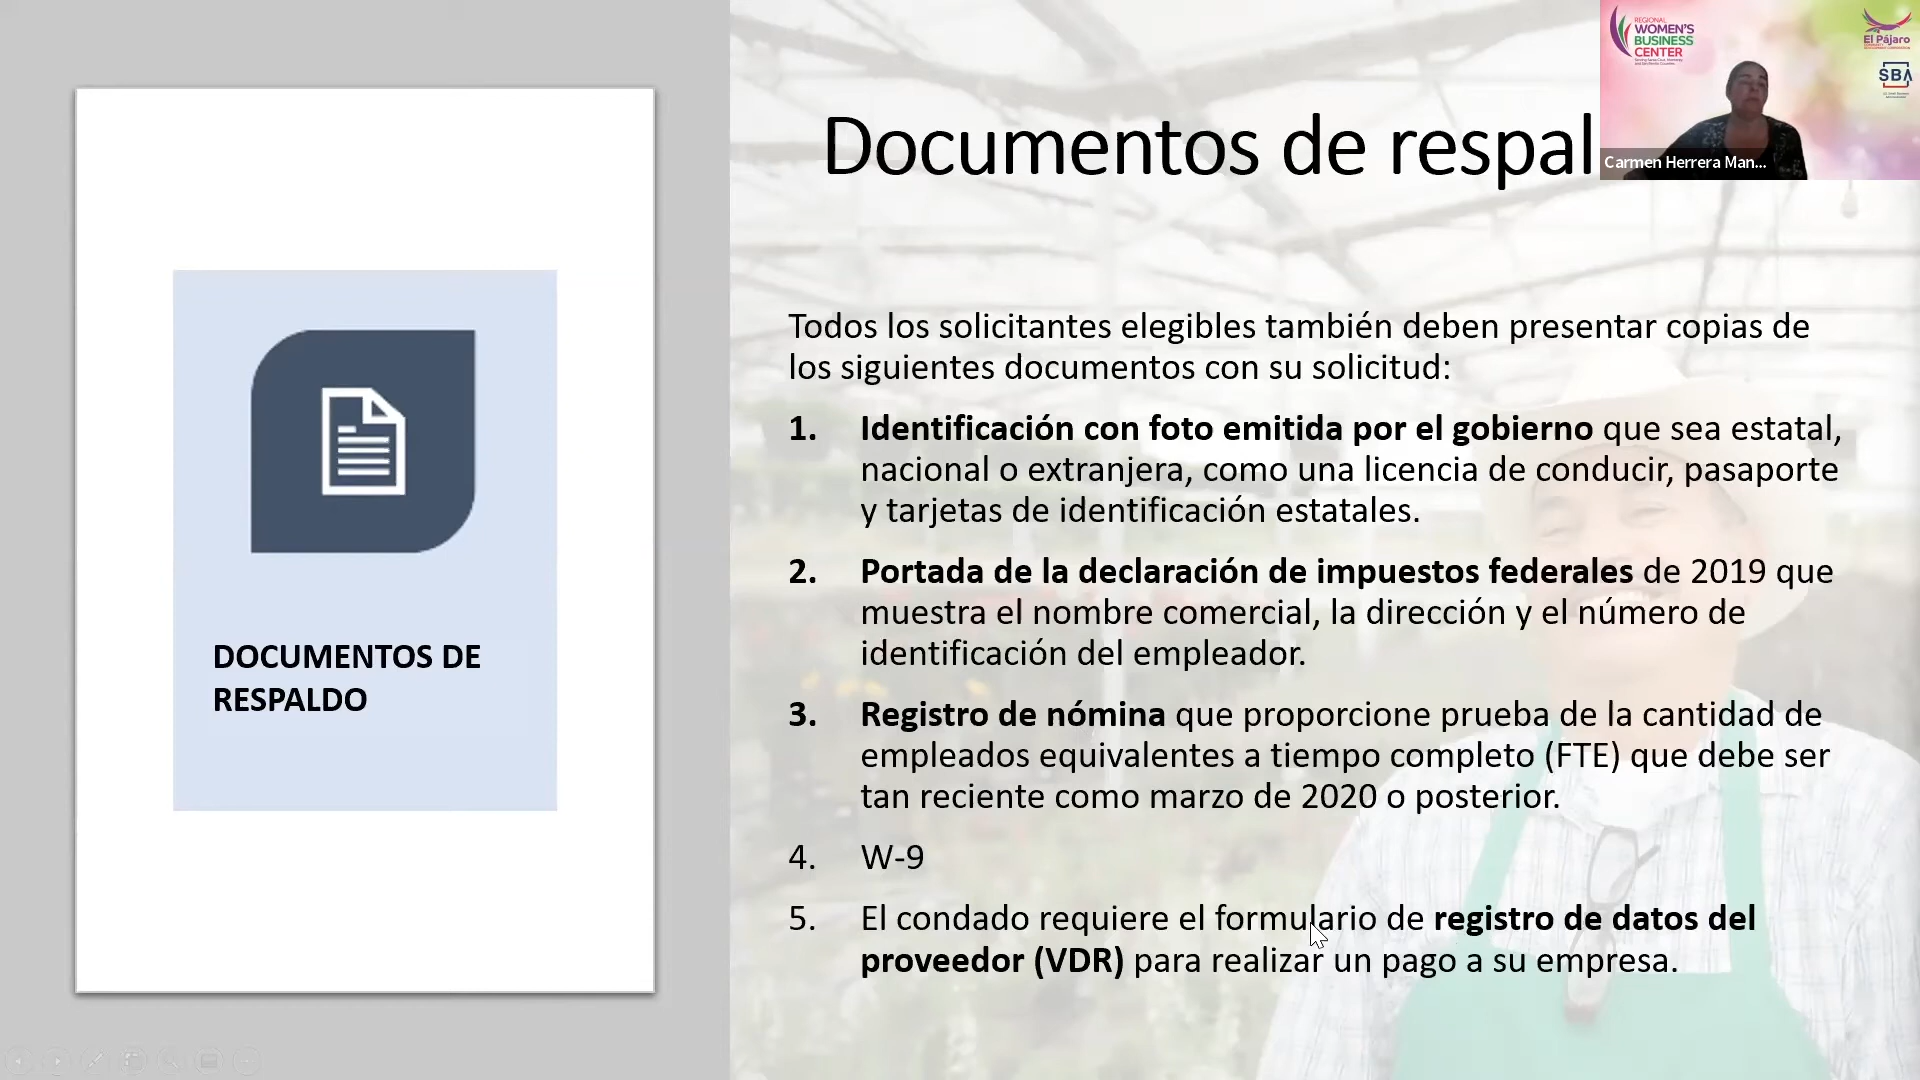 Documentos de respal
REGIONAL
WOMEN'S
BUSINESS
CENTER
El Pájaro
SBA
Carmen Herrera Man...
DOCUMENTOS DE
RESPALDO
Todos los solicitantes elegibles también deben presentar copias de
los siguientes documentos con su solicitud:
1. Identificación con foto emitida por el gobierno que sea estatal,
nacional o extranjera, como una licencia de conducir, pasaporte
y tarjetas de identificación estatales.
2. Portada de la declaración de impuestos federales de 2019 que
muestra el nombre comercial, la dirección y el número de
identificación del empleador.
3. Registro de nómina que proporcione prueba de la cantidad de
empleados equivalentes a tiempo completo (FTE) que debe ser
tan reciente como marzo de 2020 o posterior.
4. W-9
5. El condado requiere el formulario de registro de datos del
proveedor (VDR) para realizar un pago a su empresa.